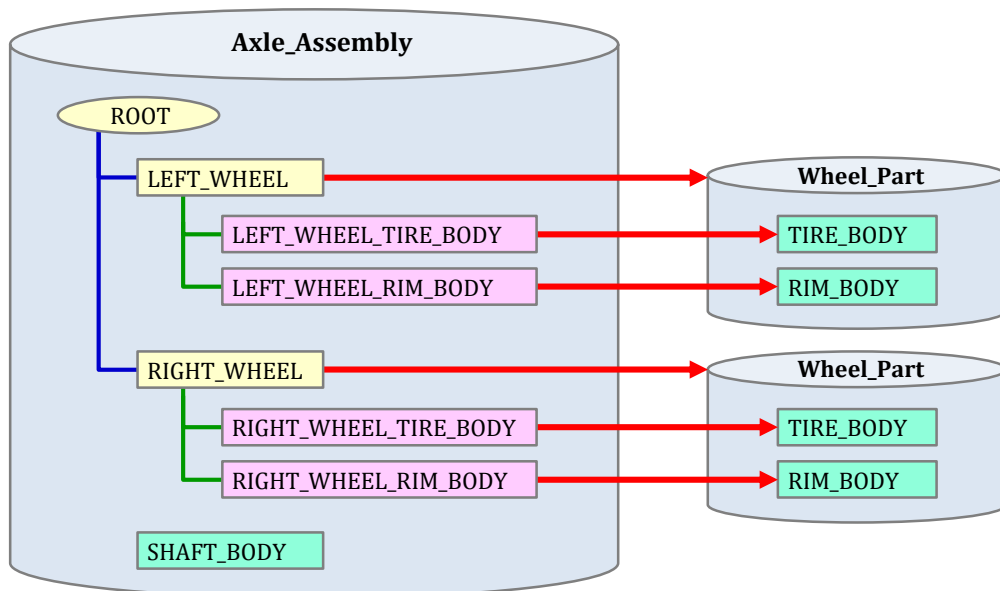 Axle_Assembly
ROOT
LEFT_WHEEL
Wheel_Part
LEFT_WHEEL_TIRE_BODY
TIRE_BODY
LEFT_WHEEL_RIM_BODY
RIM_BODY
RIGHT_WHEEL
Wheel_Part
RIGHT_WHEEL_TIRE_BODY
TIRE_BODY
RIGHT_WHEEL_RIM_BODY
RIM_BODY
SHAFT_BODY